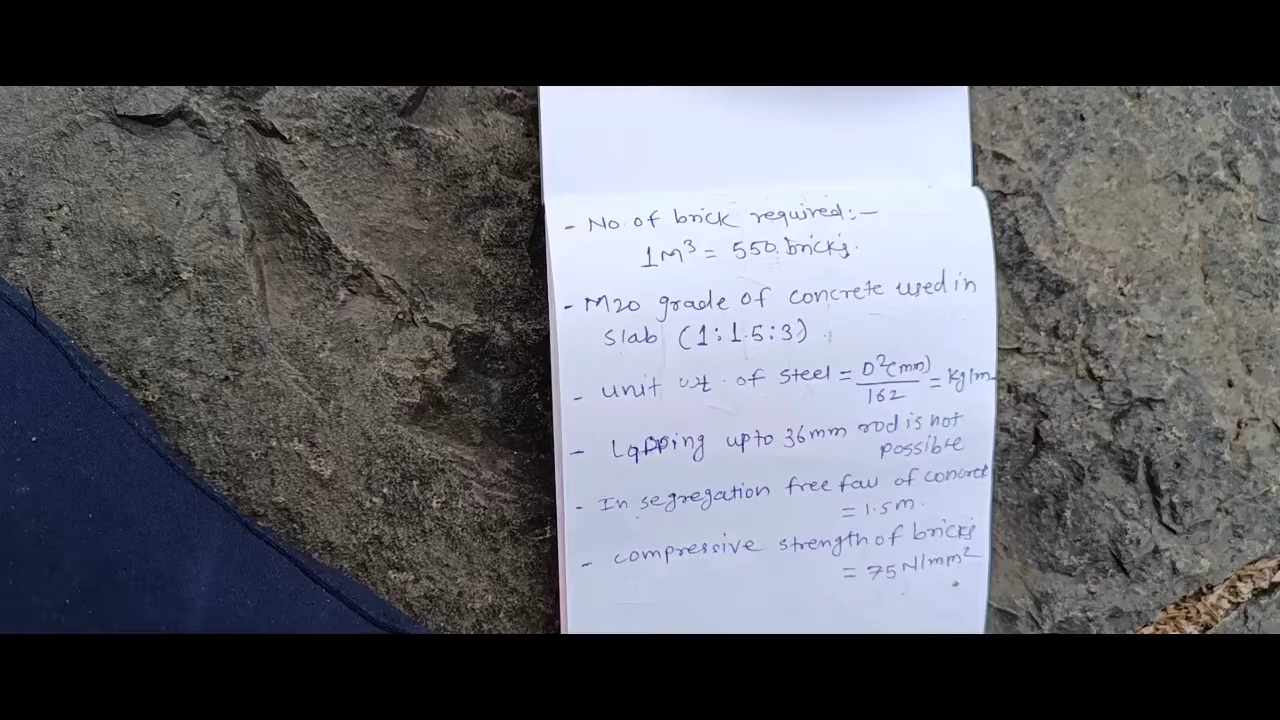 - No. of brick required:-
1M³ = 550 bricks.
- M20 grade of concrete used in
slab (1:1.5:3)
- unit wt. of steel = D²(mm)/162 = kg/m
- Lapping upto 36mm rod is not
possible
- In segregation free fall of concrete
= 1.5m.
- compressive strength of bricks
= 75 N/mm²